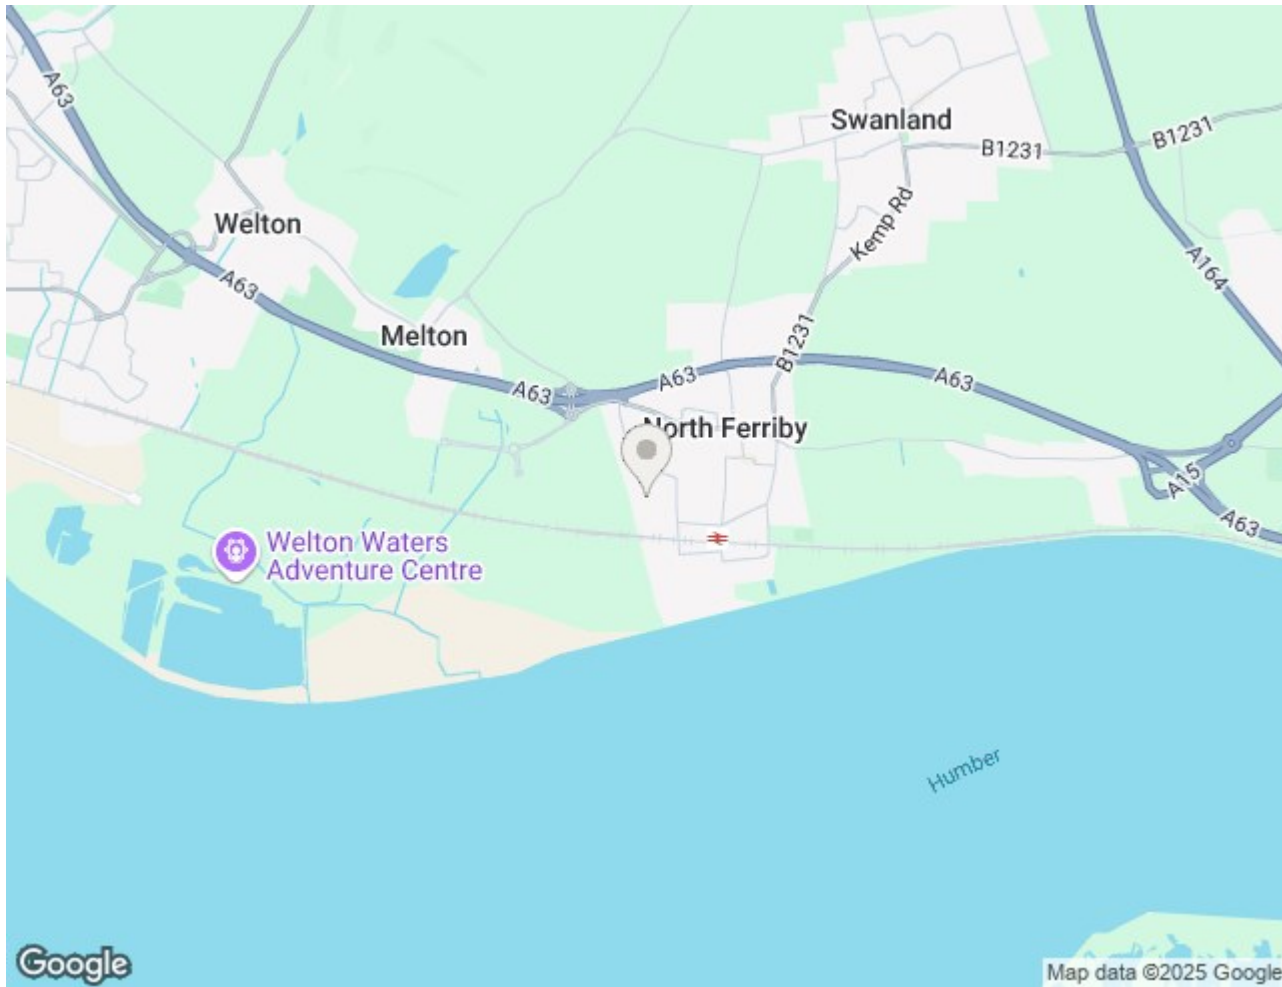 A63
Swanland
B1231
B1231
Welton
Kemp Rd
A164
A63
Melton
B1231
A63
A63
A63
North Ferriby
A15
A63
Welton Waters
Adventure Centre
Humber
Google
Map data ©2025 Google